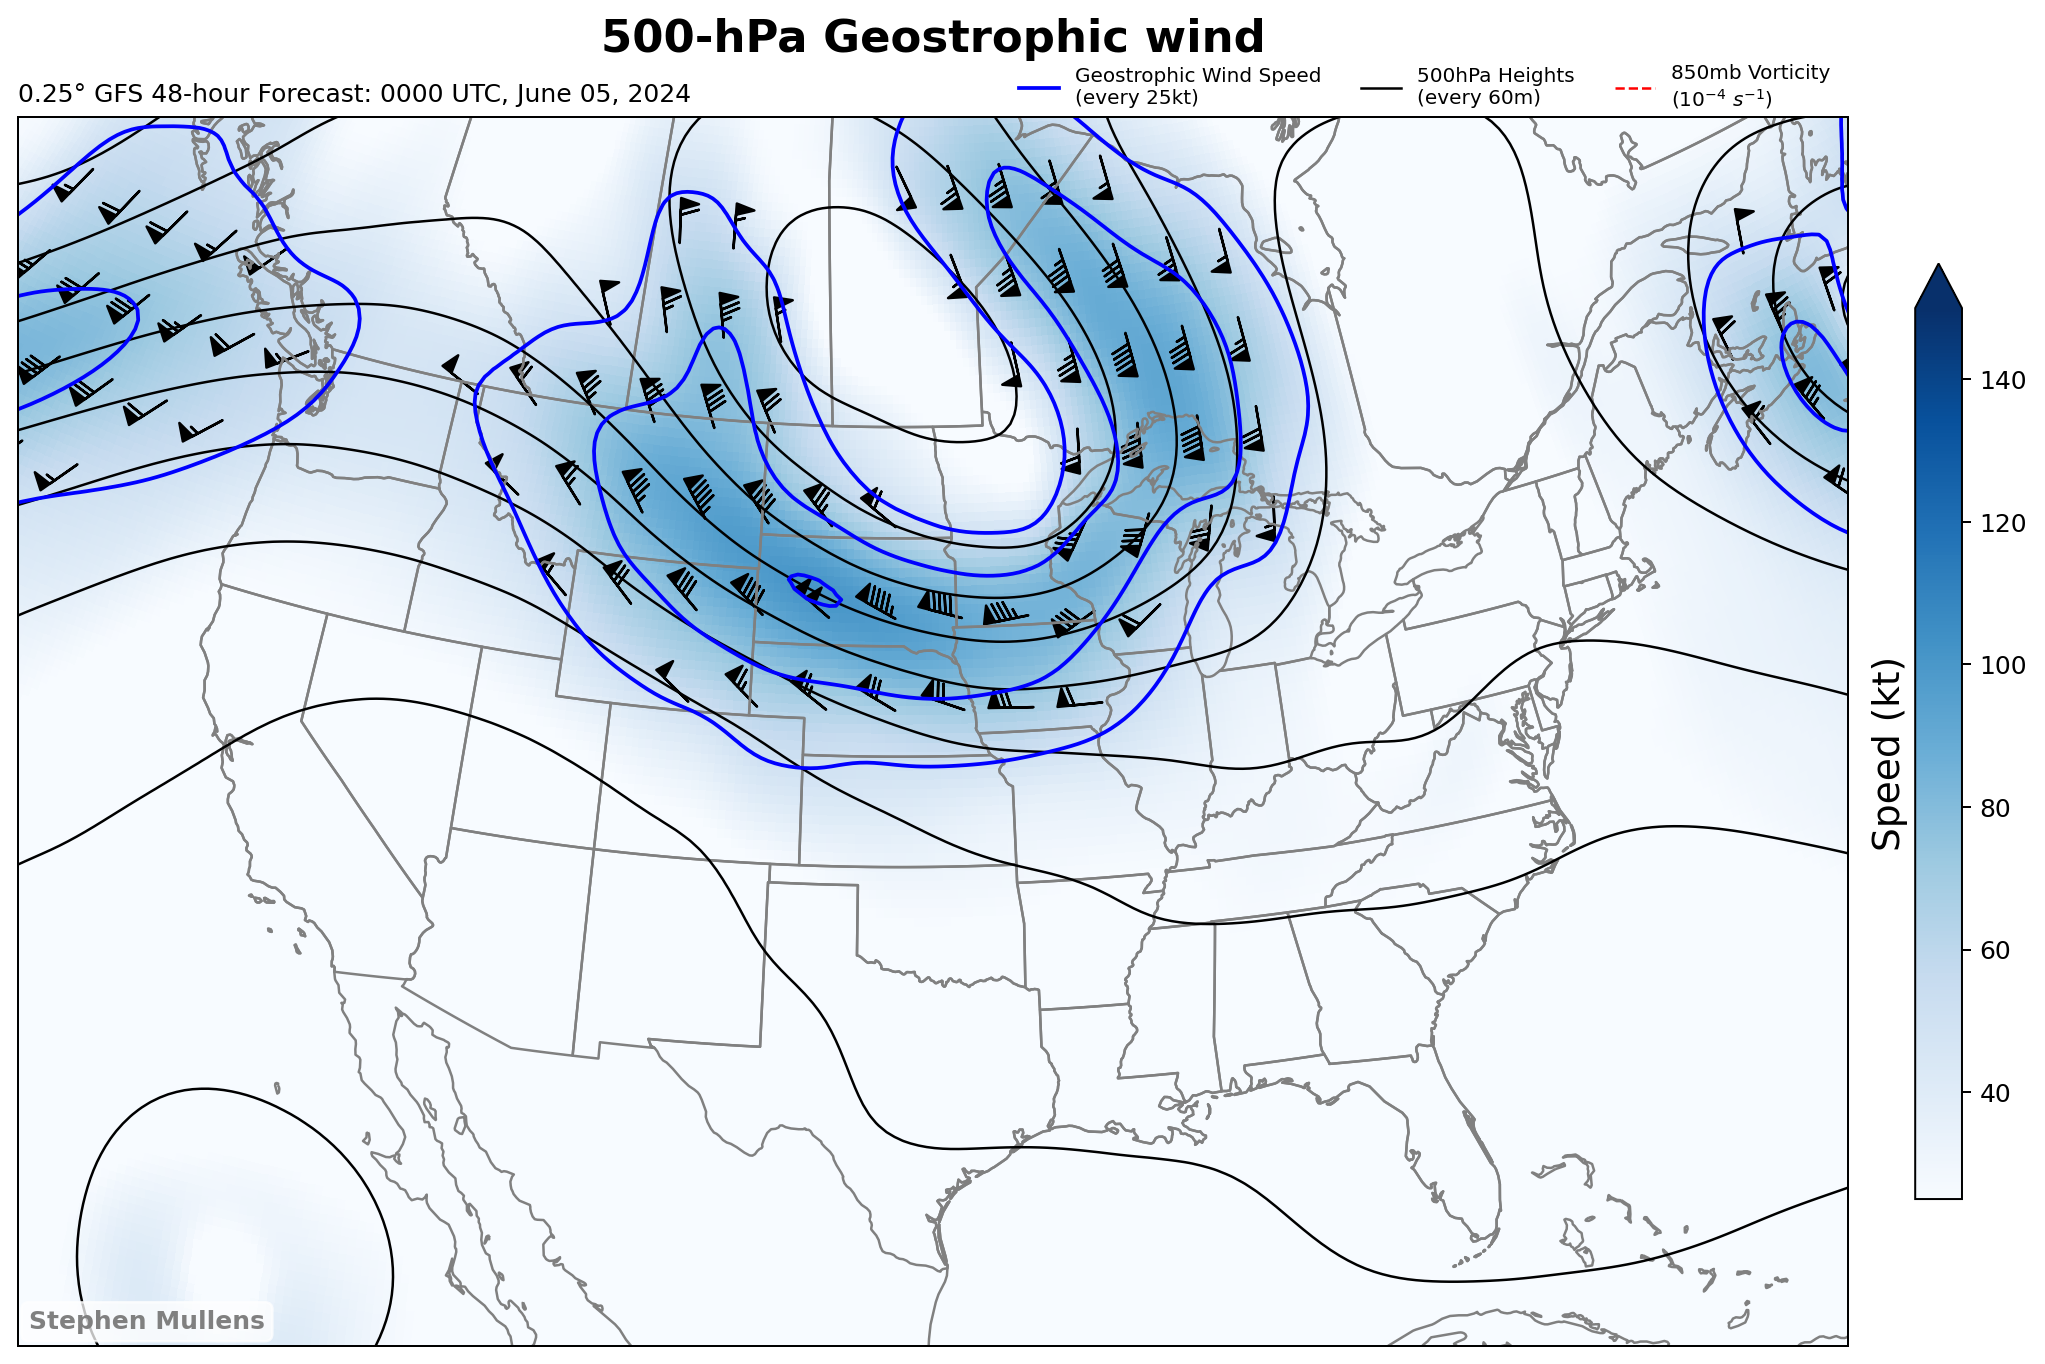 500-hPa Geostrophic wind
0.25° GFS 48-hour Forecast: 0000 UTC, June 05, 2024
Geostrophic Wind Speed
(every 25kt)
500hPa Heights
(every 60m)
850mb Vorticity
(10⁻⁴ s⁻¹)
140
120
100
80
60
40
Speed (kt)
Stephen Mullens